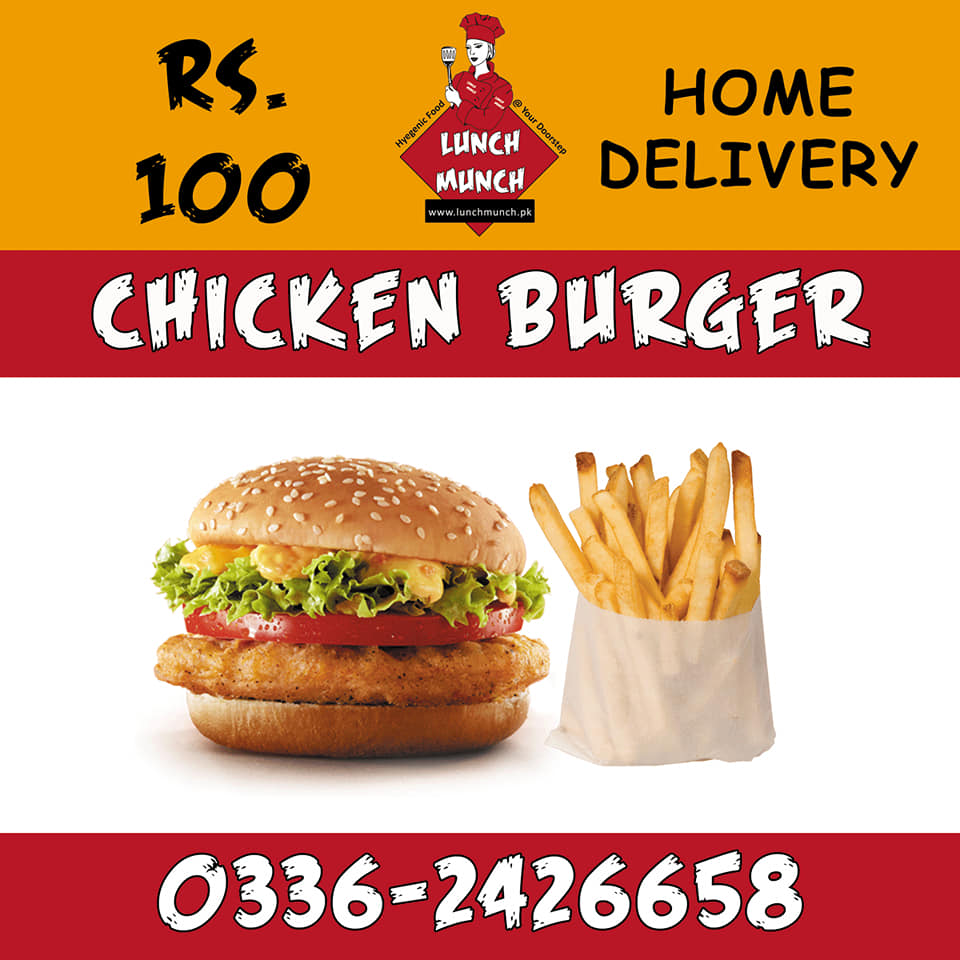 RS.
100
Hyegenic Food @ Your Doorstep
LUNCH
MUNCH
www.lunchmunch.pk
HOME
DELIVERY
CHICKEN BURGER
0336-2426658